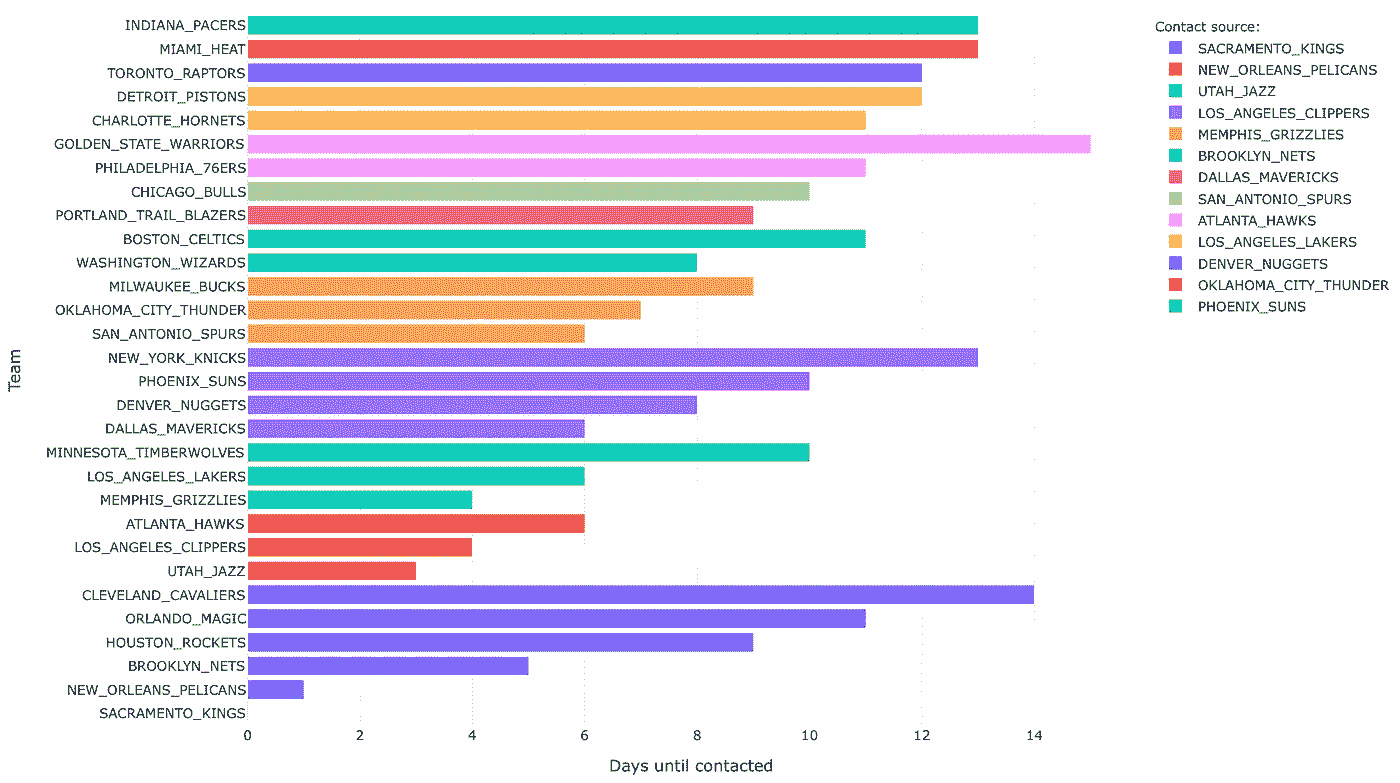 INDIANA_PACERS
MIAMI_HEAT
TORONTO_RAPTORS
DETROIT_PISTONS
CHARLOTTE_HORNETS
GOLDEN_STATE_WARRIORS
PHILADELPHIA_76ERS
CHICAGO_BULLS
PORTLAND_TRAIL_BLAZERS
BOSTON_CELTICS
WASHINGTON_WIZARDS
MILWAUKEE_BUCKS
OKLAHOMA_CITY_THUNDER
SAN_ANTONIO_SPURS
NEW_YORK_KNICKS
PHOENIX_SUNS
DENVER_NUGGETS
DALLAS_MAVERICKS
MINNESOTA_TIMBERWOLVES
LOS_ANGELES_LAKERS
MEMPHIS_GRIZZLIES
ATLANTA_HAWKS
LOS_ANGELES_CLIPPERS
UTAH_JAZZ
CLEVELAND_CAVALIERS
ORLANDO_MAGIC
HOUSTON_ROCKETS
BROOKLYN_NETS
NEW_ORLEANS_PELICANS
SACRAMENTO_KINGS
Team
0 2 4 6 8 10 12 14
Days until contacted
Contact source:
SACRAMENTO_KINGS
NEW_ORLEANS_PELICANS
UTAH_JAZZ
LOS_ANGELES_CLIPPERS
MEMPHIS_GRIZZLIES
BROOKLYN_NETS
DALLAS_MAVERICKS
SAN_ANTONIO_SPURS
ATLANTA_HAWKS
LOS_ANGELES_LAKERS
DENVER_NUGGETS
OKLAHOMA_CITY_THUNDER
PHOENIX_SUNS